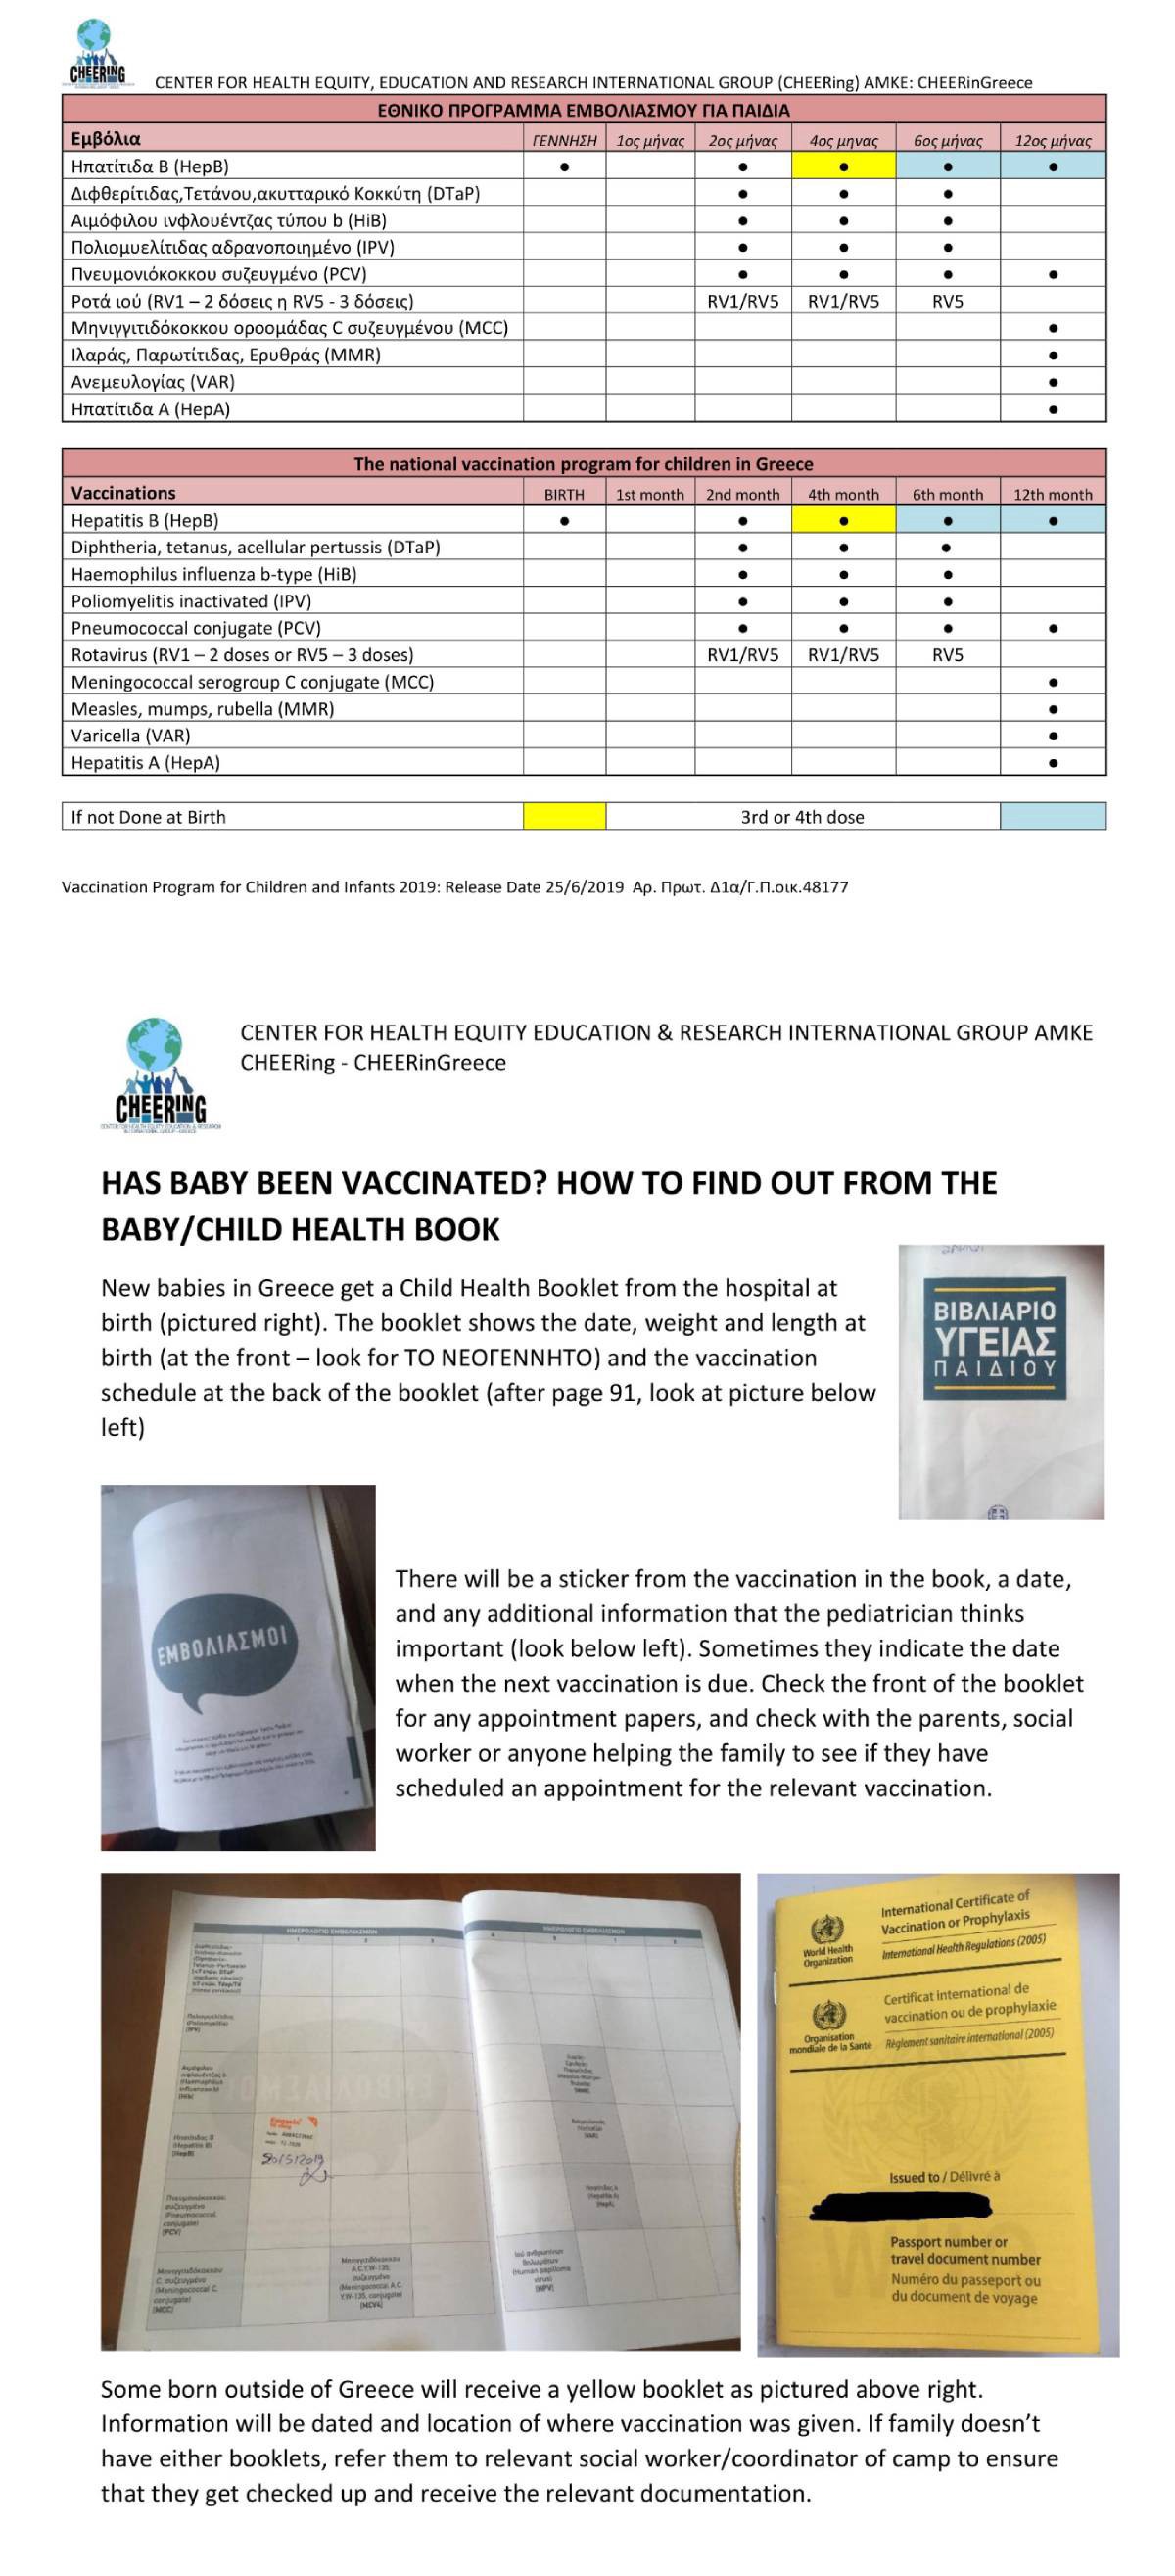 CHEERING
CENTER FOR HEALTH EQUITY, EDUCATION AND RESEARCH INTERNATIONAL GROUP (CHEERing) AMKE: CHEERinGreece
ΕΘΝΙΚΟ ΠΡΟΓΡΑΜΜΑ ΕΜΒΟΛΙΑΣΜΟΥ ΓΙΑ ΠΑΙΔΙΑ
Εμβόλια ΓΕΝΝΗΣΗ 1ος μήνας 2ος μήνας 4ος μηνας 6ος μήνας 12ος μήνας
Ηπατίτιδα Β (HepB) ● ● ● ● ●
Διφθερίτιδας,Τετάνου,ακυτταρικό Κοκκύτη (DTaP) ● ● ●
Αιμόφιλου ινφλουέντζας τύπου b (HiB) ● ● ●
Πολιομυελίτιδας αδρανοποιημένο (IPV) ● ● ●
Πνευμονιόκοκκου συζευγμένο (PCV) ● ● ● ●
Ροτά ιού (RV1 – 2 δόσεις η RV5 - 3 δόσεις) RV1/RV5 RV1/RV5 RV5
Μηνιγγιτιδόκοκκου οροομάδας C συζευγμένου (MCC) ●
Ιλαράς, Παρωτίτιδας, Ερυθράς (MMR) ●
Ανεμευλογίας (VAR) ●
Ηπατίτιδα Α (HepA) ●
The national vaccination program for children in Greece
Vaccinations BIRTH 1st month 2nd month 4th month 6th month 12th month
Hepatitis B (HepB) ● ● ● ● ●
Diphtheria, tetanus, acellular pertussis (DTaP) ● ● ●
Haemophilus influenza b-type (HiB) ● ● ●
Poliomyelitis inactivated (IPV) ● ● ●
Pneumococcal conjugate (PCV) ● ● ● ●
Rotavirus (RV1 – 2 doses or RV5 – 3 doses) RV1/RV5 RV1/RV5 RV5
Meningococcal serogroup C conjugate (MCC) ●
Measles, mumps, rubella (MMR) ●
Varicella (VAR) ●
Hepatitis A (HepA) ●
If not Done at Birth 3rd or 4th dose
Vaccination Program for Children and Infants 2019: Release Date 25/6/2019 Αρ. Πρωτ. Δ1α/Γ.Π.οικ.48177
CHEERING
CENTER FOR HEALTH EQUITY EDUCATION & RESEARCH INTERNATIONAL GROUP AMKE
CHEERing - CHEERinGreece
HAS BABY BEEN VACCINATED? HOW TO FIND OUT FROM THE
BABY/CHILD HEALTH BOOK
New babies in Greece get a Child Health Booklet from the hospital at
birth (pictured right). The booklet shows the date, weight and length at
birth (at the front – look for ΤΟ ΝΕΟΓΕΝΝΗΤΟ) and the vaccination
schedule at the back of the booklet (after page 91, look at picture below
left)
ΒΙΒΛΙΑΡΙΟ
ΥΓΕΙΑΣ
ΠΑΙΔΙΟΥ
ΕΜΒΟΛΙΑΣΜΟΙ
There will be a sticker from the vaccination in the book, a date,
and any additional information that the pediatrician thinks
important (look below left). Sometimes they indicate the date
when the next vaccination is due. Check the front of the booklet
for any appointment papers, and check with the parents, social
worker or anyone helping the family to see if they have
scheduled an appointment for the relevant vaccination.
ΗΜΕΡΟΛΟΓΙΟ ΕΜΒΟΛΙΑΣΜΩΝ
ΗΜΕΡΟΛΟΓΙΟ ΕΜΒΟΛΙΑΣΜΩΝ
(Hepatitis B)
(HepB)
(Pneumococcal
conjugate)
(PCV)
(Meningococcal C
conjugate)
(MCC)
(Human papilloma
virus)
(HPV)
World Health
Organization
International Certificate of
Vaccination or Prophylaxis
International Health Regulations (2005)
Organisation
mondiale de la Santé
Certificat international de
vaccination ou de prophylaxie
Règlement sanitaire international (2005)
Issued to / Délivré à
Passport number or
travel document number
Numéro du passeport ou
du document de voyage
Some born outside of Greece will receive a yellow booklet as pictured above right.
Information will be dated and location of where vaccination was given. If family doesn’t
have either booklets, refer them to relevant social worker/coordinator of camp to ensure
that they get checked up and receive the relevant documentation.